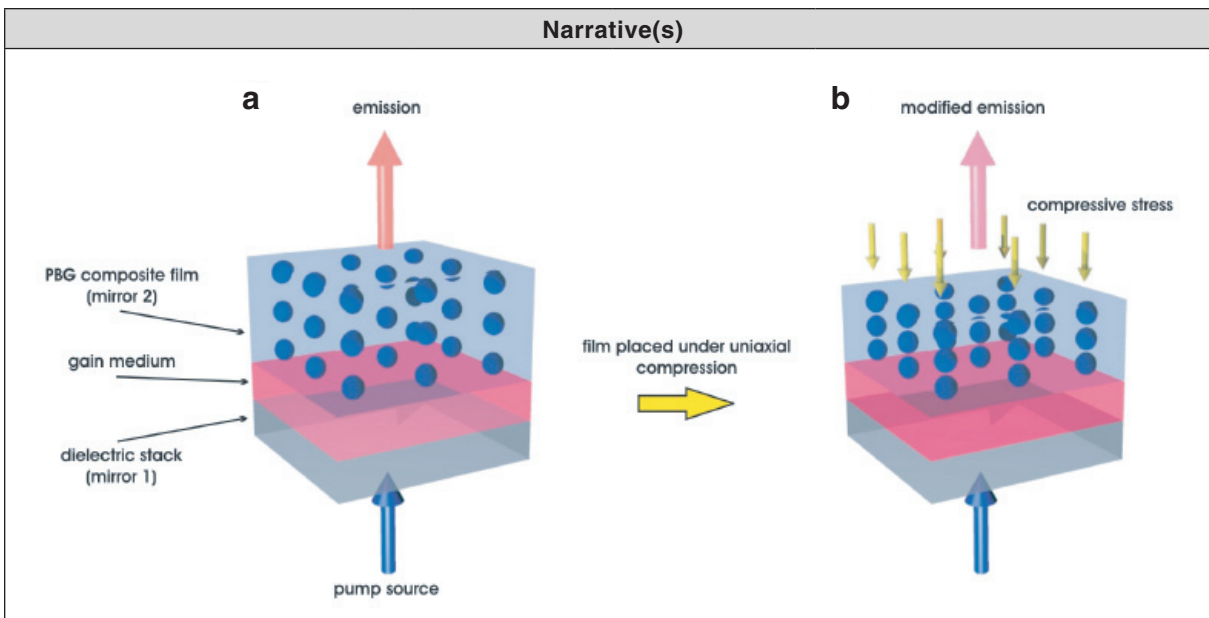 Narrative(s)
a
emission
PBG composite film
(mirror 2)
gain medium
dielectric stack
(mirror 1)
pump source
film placed under uniaxial
compression
b
modified emission
compressive stress